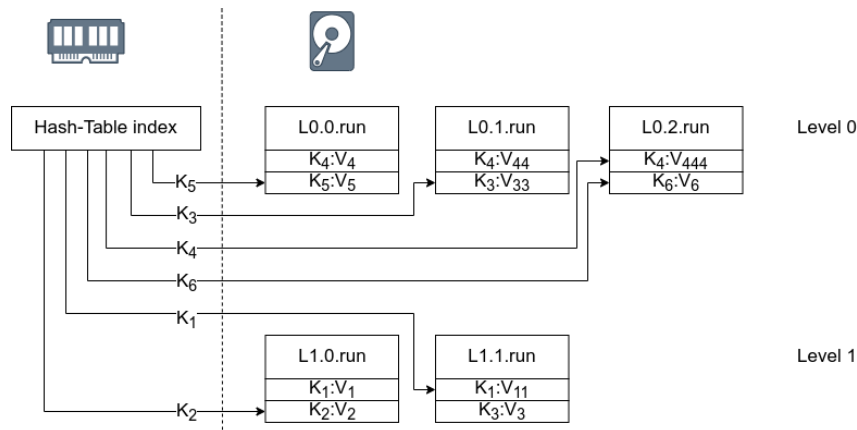 Hash-Table index
L0.0.run
L0.1.run
L0.2.run
Level 0
K₄:V₄
K₄:V₄₄
K₄:V₄₄₄
K₅:V₅
K₃:V₃₃
K₆:V₆
K₅
K₃
K₄
K₆
K₁
L1.0.run
L1.1.run
Level 1
K₁:V₁
K₁:V₁₁
K₂:V₂
K₃:V₃
K₂